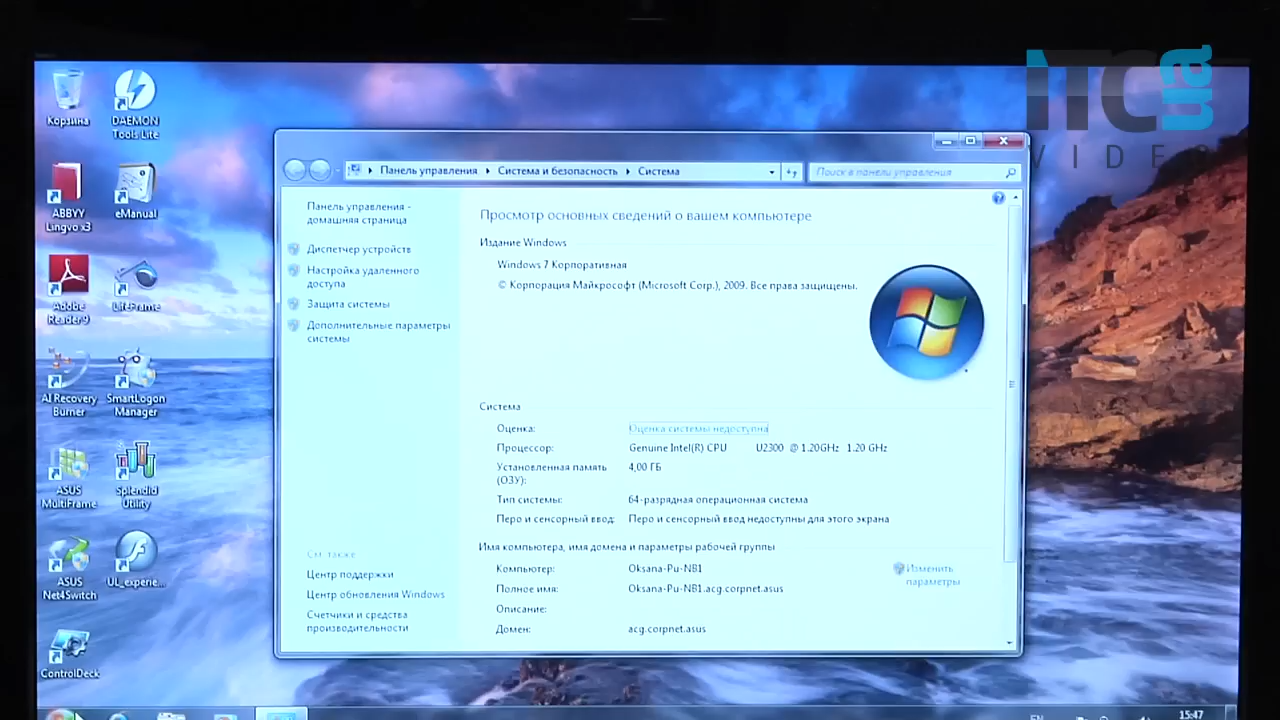 ITC ua
VIDEO
Корзина
DAEMON
Tools Lite
ABBYY
Lingvo x3
eManual
Adobe
Reader 9
LifeFrame
AI Recovery
Burner
SmartLogon
Manager
ASUS
MultiFrame
Splendid
Utility
ASUS
Net4Switch
UL_experie...
ControlDeck
Панель управления
Система и безопасность
Система
Поиск в панели управления
Панель управления -
домашняя страница
Диспетчер устройств
Настройка удаленного
доступа
Защита системы
Дополнительные параметры
системы
См. также
Центр поддержки
Центр обновления Windows
Счетчики и средства
производительности
Просмотр основных сведений о вашем компьютере
Издание Windows
Windows 7 Корпоративная
© Корпорация Майкрософт (Microsoft Corp.), 2009. Все права защищены.
Система
Оценка: Оценка системы недоступна
Процессор: Genuine Intel(R) CPU U2300 @ 1.20GHz 1.20 GHz
Установленная память
(ОЗУ): 4,00 ГБ
Тип системы: 64-разрядная операционная система
Перо и сенсорный ввод: Перо и сенсорный ввод недоступны для этого экрана
Имя компьютера, имя домена и параметры рабочей группы
Компьютер: Oksana-Pu-NB1
Изменить
параметры
Полное имя: Oksana-Pu-NB1.acg.corpnet.asus
Описание:
Домен: acg.corpnet.asus
EN
15:47